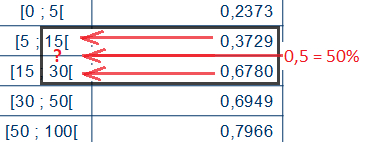 [0 ; 5[ 0,2373
[5 ; 15[ 0,3729
? 0,5 = 50%
[15 ; 30[ 0,6780
[30 ; 50[ 0,6949
[50 ; 100[ 0,7966